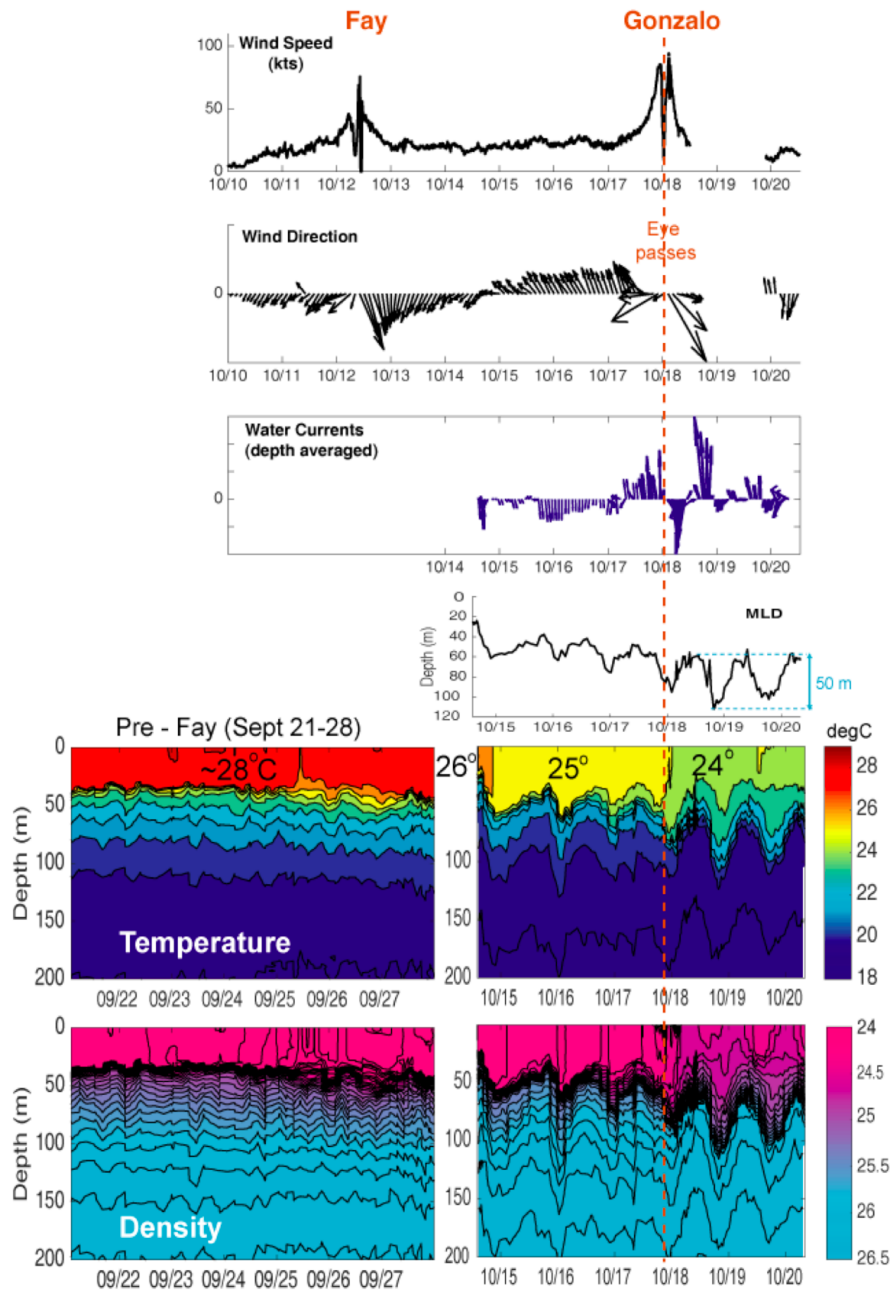 Fay
Gonzalo
Wind Speed
(kts)
100
50
0
10/10 10/11 10/12 10/13 10/14 10/15 10/16 10/17 10/18 10/19 10/20
Wind Direction
Eye
passes
0
10/10 10/11 10/12 10/13 10/14 10/15 10/16 10/17 10/18 10/19 10/20
Water Currents
(depth averaged)
0
10/14 10/15 10/16 10/17 10/18 10/19 10/20
MLD
Depth (m)
0
20
40
60
80
100
120
50 m
10/15 10/16 10/17 10/18 10/19 10/20
Pre - Fay (Sept 21-28)
degC
Depth (m)
0
50
100
150
200
~28°C
Temperature
09/22 09/23 09/24 09/25 09/26 09/27
26° 25° 24°
50
100
150
200
10/15 10/16 10/17 10/18 10/19 10/20
28
26
24
22
20
18
Depth (m)
0
50
100
150
200
Density
09/22 09/23 09/24 09/25 09/26 09/27
50
100
150
200
10/15 10/16 10/17 10/18 10/19 10/20
24
24.5
25
25.5
26
26.5